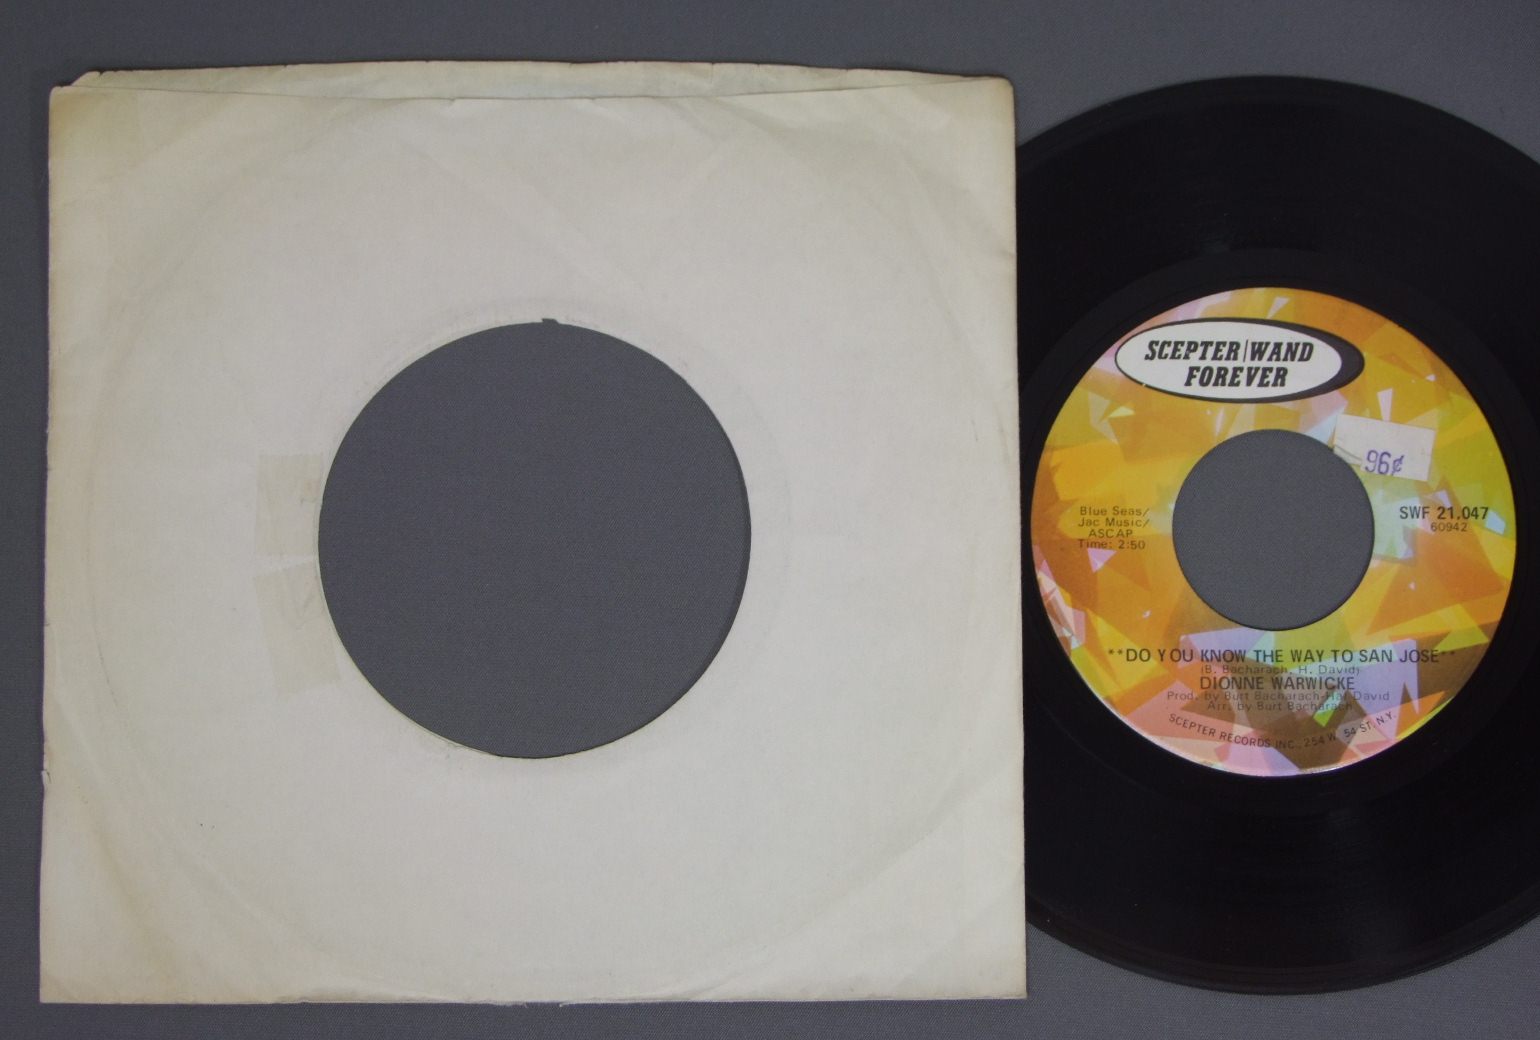 SCEPTER/WAND
FOREVER
96¢
Blue Seas/
Jac Music/
ASCAP
Time: 2:50
SWF 21,047
60942
**DO YOU KNOW THE WAY TO SAN JOSE**
(B. Bacharach, H. David)
DIONNE WARWICKE
Prod. by Burt Bacharach-Hal David
Arr. by Burt Bacharach
SCEPTER RECORDS INC., 254 W. 54 ST. N.Y.